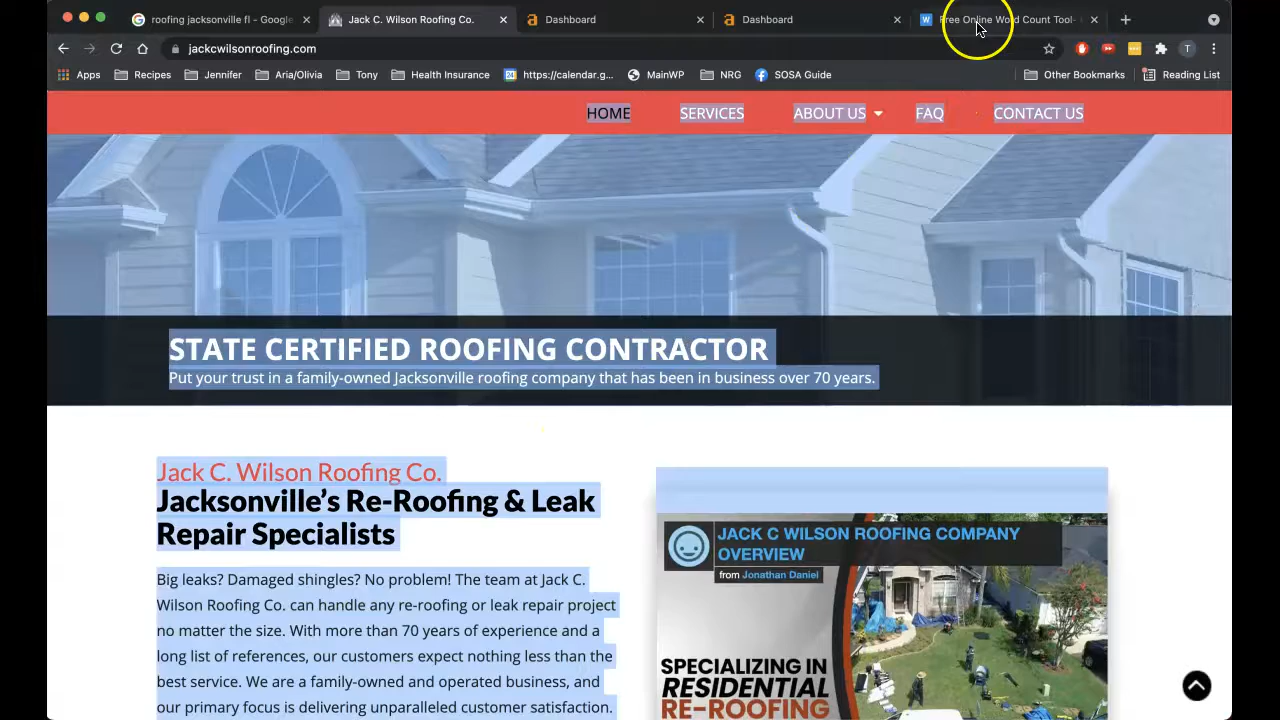 roofing jacksonville fl – Google
Jack C. Wilson Roofing Co.
Dashboard
Dashboard
Free Online Word Count Tool-
jackcwilsonroofing.com
T
Apps
Recipes
Jennifer
Aria/Olivia
Tony
Health Insurance
https://calendar.g...
MainWP
NRG
SOSA Guide
Other Bookmarks
Reading List
HOME
SERVICES
ABOUT US
FAQ
CONTACT US
STATE CERTIFIED ROOFING CONTRACTOR
Put your trust in a family-owned Jacksonville roofing company that has been in business over 70 years.
Jack C. Wilson Roofing Co.
Jacksonville's Re-Roofing & Leak
Repair Specialists
Big leaks? Damaged shingles? No problem! The team at Jack C.
Wilson Roofing Co. can handle any re-roofing or leak repair project
no matter the size. With more than 70 years of experience and a
long list of references, our customers expect nothing less than the
best service. We are a family-owned and operated business, and
our primary focus is delivering unparalleled customer satisfaction.
JACK C WILSON ROOFING COMPANY
OVERVIEW
from Jonathan Daniel
SPECIALIZING IN
RESIDENTIAL
RE-ROOFING